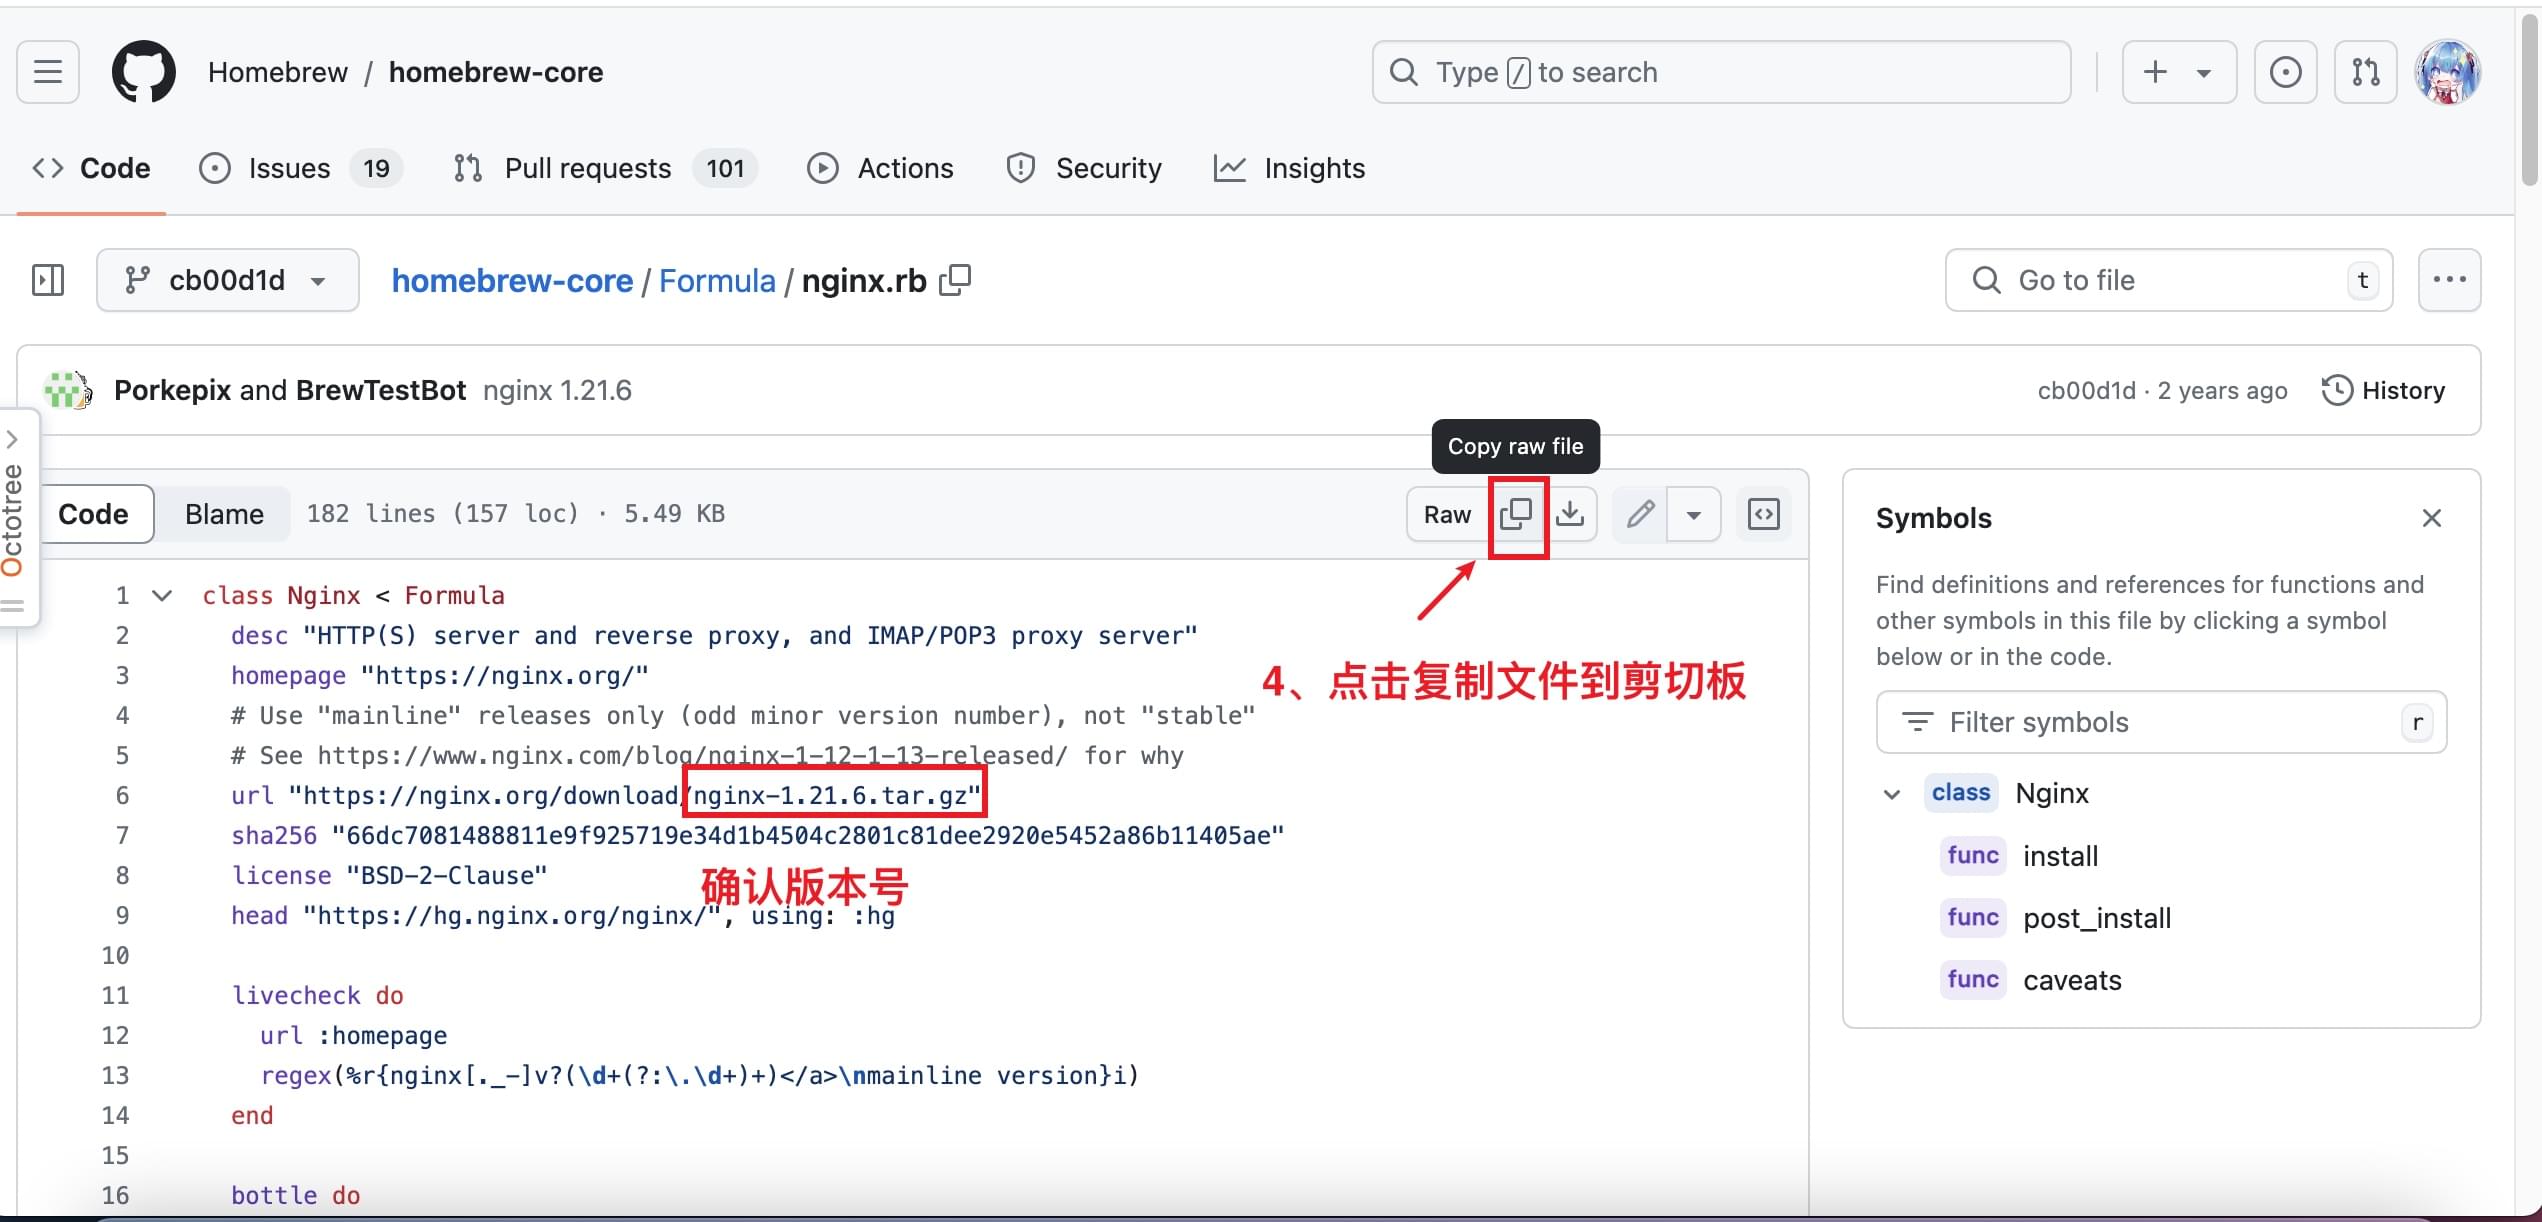 Homebrew / homebrew-core
Type / to search
Code
Issues 19
Pull requests 101
Actions
Security
Insights
cb00d1d
homebrew-core / Formula / nginx.rb
Go to file t
Porkepix and BrewTestBot nginx 1.21.6
cb00d1d · 2 years ago
History
Octotree
Copy raw file
Code
Blame
182 lines (157 loc) · 5.49 KB
Raw
4、点击复制文件到剪切板
确认版本号
1 class Nginx < Formula
2 desc "HTTP(S) server and reverse proxy, and IMAP/POP3 proxy server"
3 homepage "https://nginx.org/"
4 # Use "mainline" releases only (odd minor version number), not "stable"
5 # See https://www.nginx.com/blog/nginx-1-12-1-13-released/ for why
6 url "https://nginx.org/download/nginx-1.21.6.tar.gz"
7 sha256 "66dc7081488811e9f925719e34d1b4504c2801c81dee2920e5452a86b11405ae"
8 license "BSD-2-Clause"
9 head "https://hg.nginx.org/nginx/", using: :hg
10
11 livecheck do
12 url :homepage
13 regex(%r{nginx[._-]v?(\d+(?:\.\d+)+)</a>\nmainline version}i)
14 end
15
16 bottle do
Symbols
Find definitions and references for functions and
other symbols in this file by clicking a symbol
below or in the code.
Filter symbols r
class Nginx
func install
func post_install
func caveats